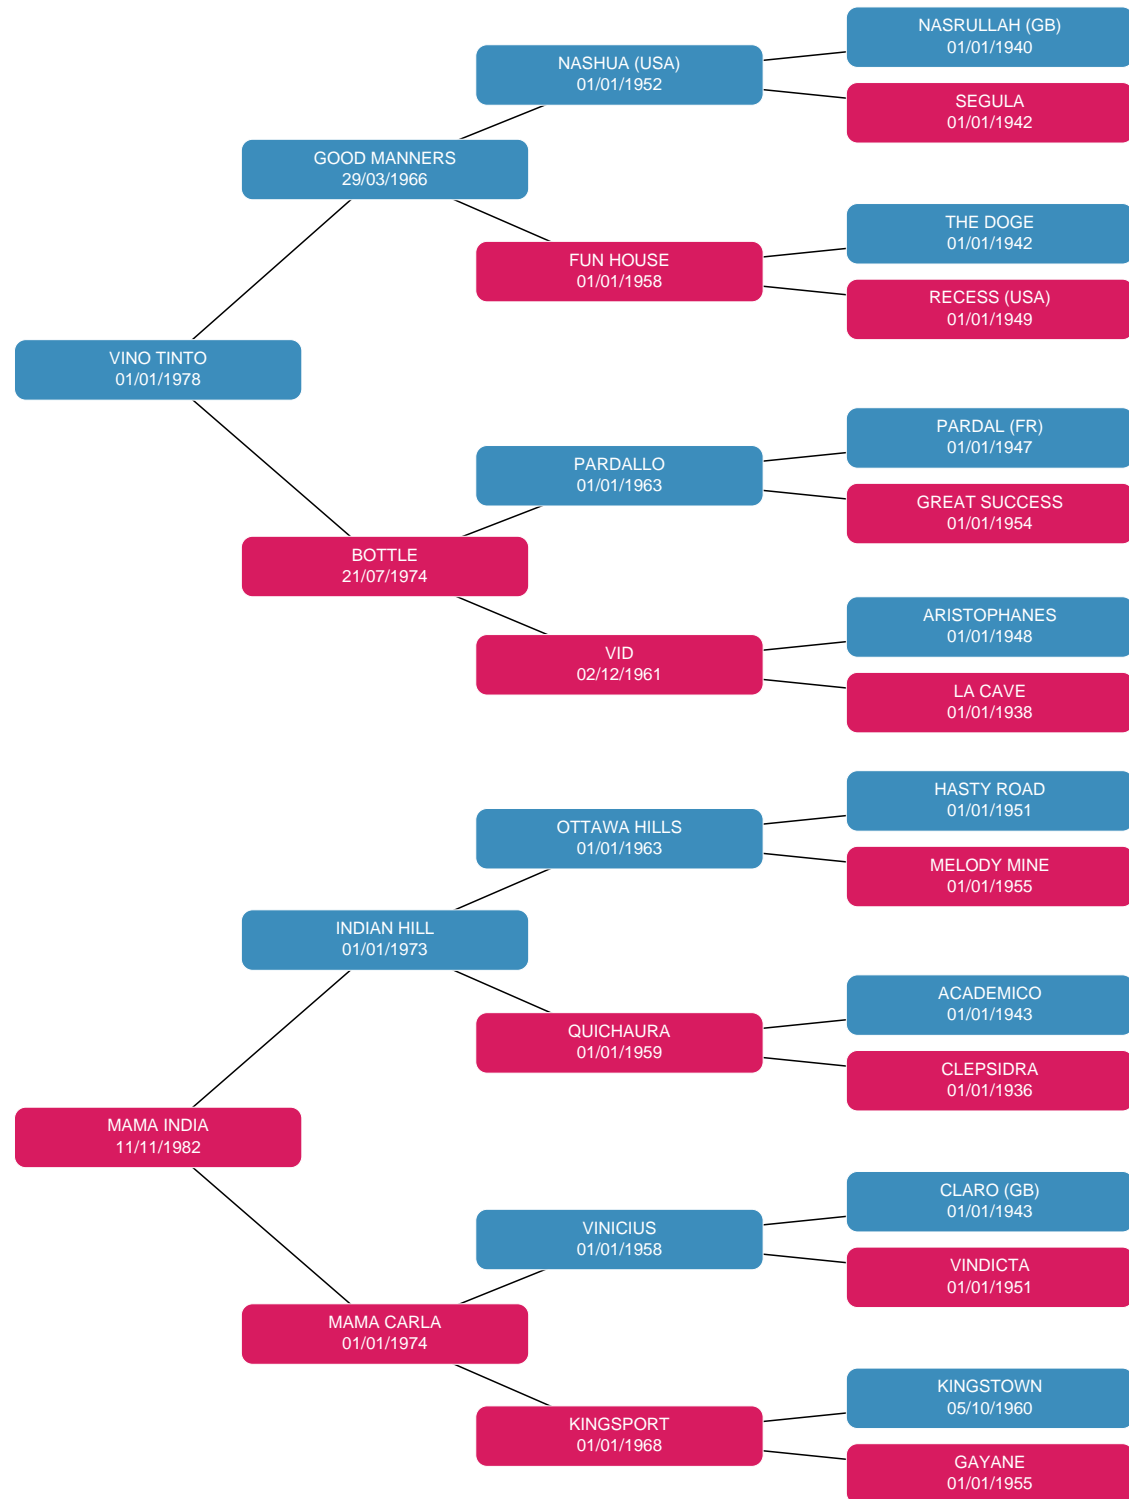 NASRULLAH (GB)
01/01/1940
NASHUA (USA)
01/01/1952
SEGULA
01/01/1942
GOOD MANNERS
29/03/1966
THE DOGE
01/01/1942
FUN HOUSE
01/01/1958
RECESS (USA)
01/01/1949
VINO TINTO
01/01/1978
PARDAL (FR)
01/01/1947
PARDALLO
01/01/1963
GREAT SUCCESS
01/01/1954
BOTTLE
21/07/1974
ARISTOPHANES
01/01/1948
VID
02/12/1961
LA CAVE
01/01/1938
HASTY ROAD
01/01/1951
OTTAWA HILLS
01/01/1963
MELODY MINE
01/01/1955
INDIAN HILL
01/01/1973
ACADEMICO
01/01/1943
QUICHAURA
01/01/1959
CLEPSIDRA
01/01/1936
MAMA INDIA
11/11/1982
CLARO (GB)
01/01/1943
VINICIUS
01/01/1958
VINDICTA
01/01/1951
MAMA CARLA
01/01/1974
KINGSTOWN
05/10/1960
KINGSPORT
01/01/1968
GAYANE
01/01/1955